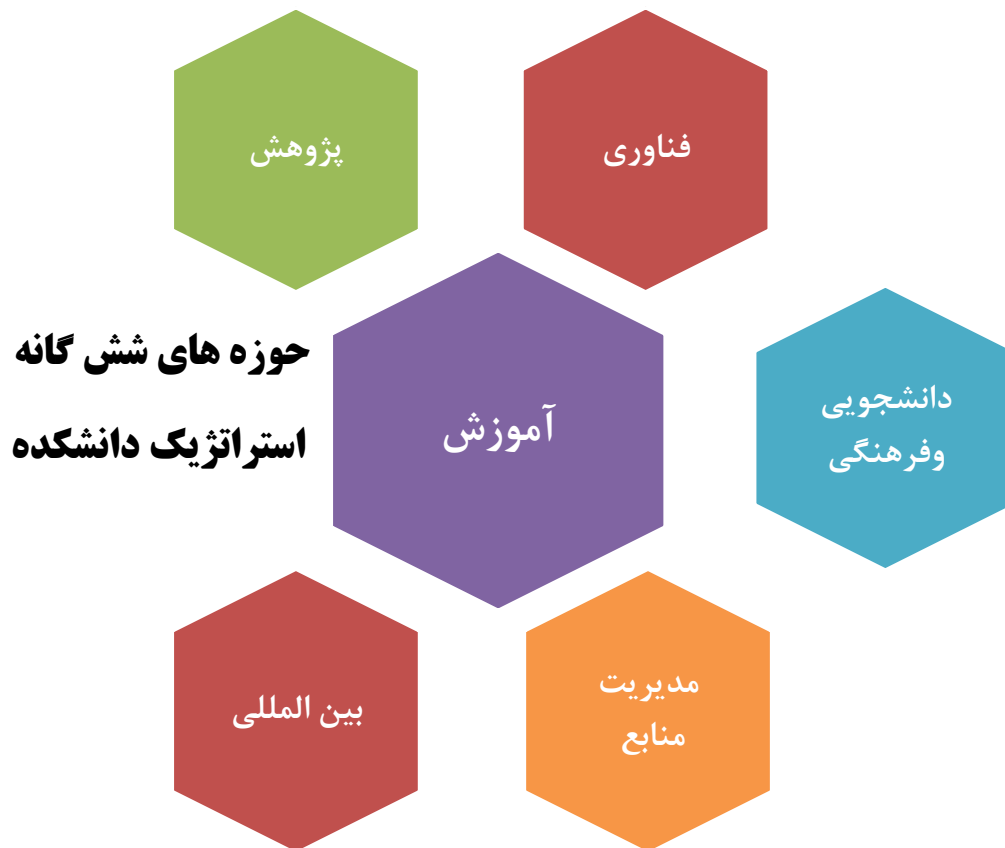 فناوری
پژوهش
حوزه های شش گانه
استراتژیک دانشکده
آموزش
دانشجویی
وفرهنگی
مدیریت
منابع
بین المللی